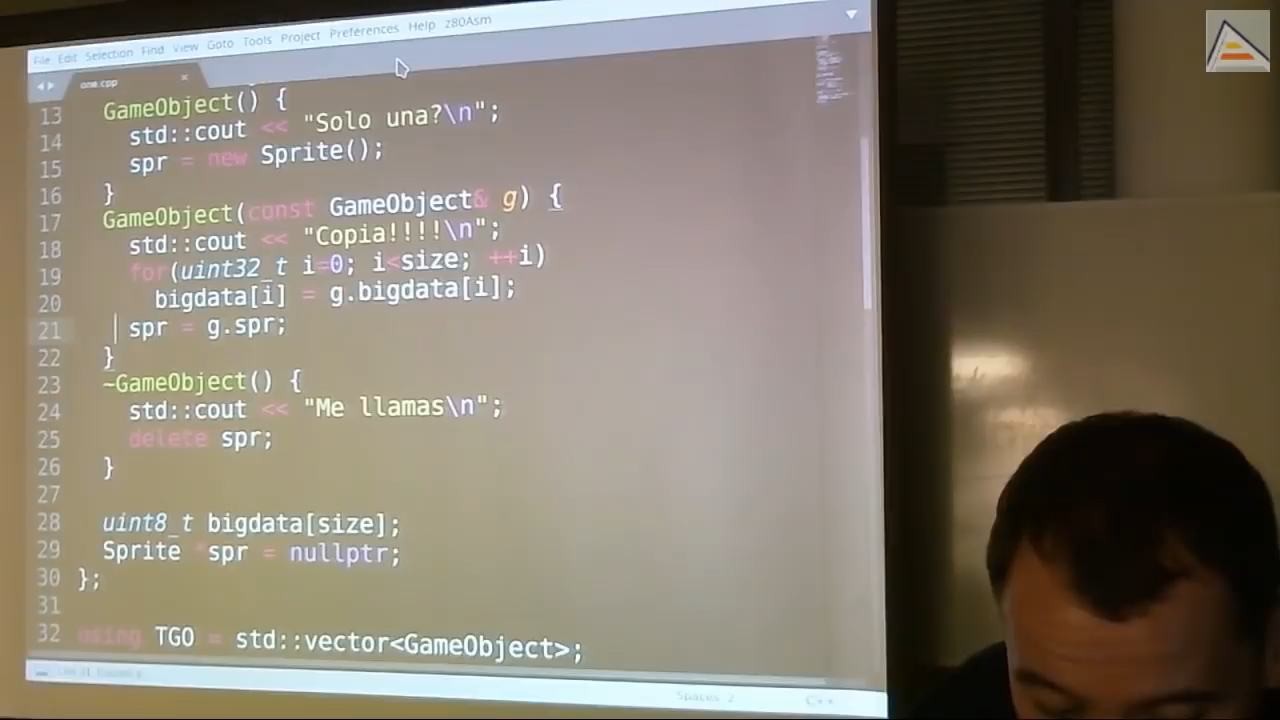 File Edit Selection Find View Goto Tools Project Preferences Help z80Asm
one.cpp
13 GameObject() {
14 std::cout << "Solo una?\n";
15 spr = new Sprite();
16 }
17 GameObject(const GameObject& g) {
18 std::cout << "Copia!!!!\n";
19 for(uint32_t i=0; i<size; ++i)
20 bigdata[i] = g.bigdata[i];
21 spr = g.spr;
22 }
23 ~GameObject() {
24 std::cout << "Me llamas\n";
25 delete spr;
26 }
27
28 uint8_t bigdata[size];
29 Sprite *spr = nullptr;
30 };
31
32 using TGO = std::vector<GameObject>;
Spaces 2 C++